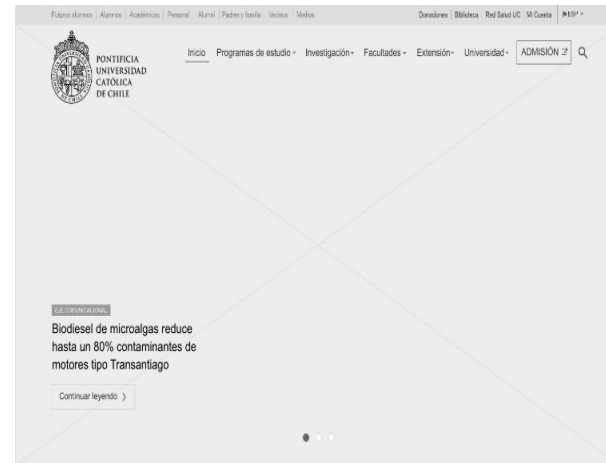 Futuros alumnos | Alumnos | Académicos | Personal Alumni | Padres y familia Vecinos Medios Donaciones | Biblioteca Red Salud UC Mi Cuenta ESP
PONTIFICIA
UNIVERSIDAD
CATÓLICA
DE CHILE
Inicio Programas de estudio Investigación Facultades Extensión Universidad ADMISIÓN
EJE COMUNICACIONAL
Biodiesel de microalgas reduce
hasta un 80% contaminantes de
motores tipo Transantiago
Continuar leyendo